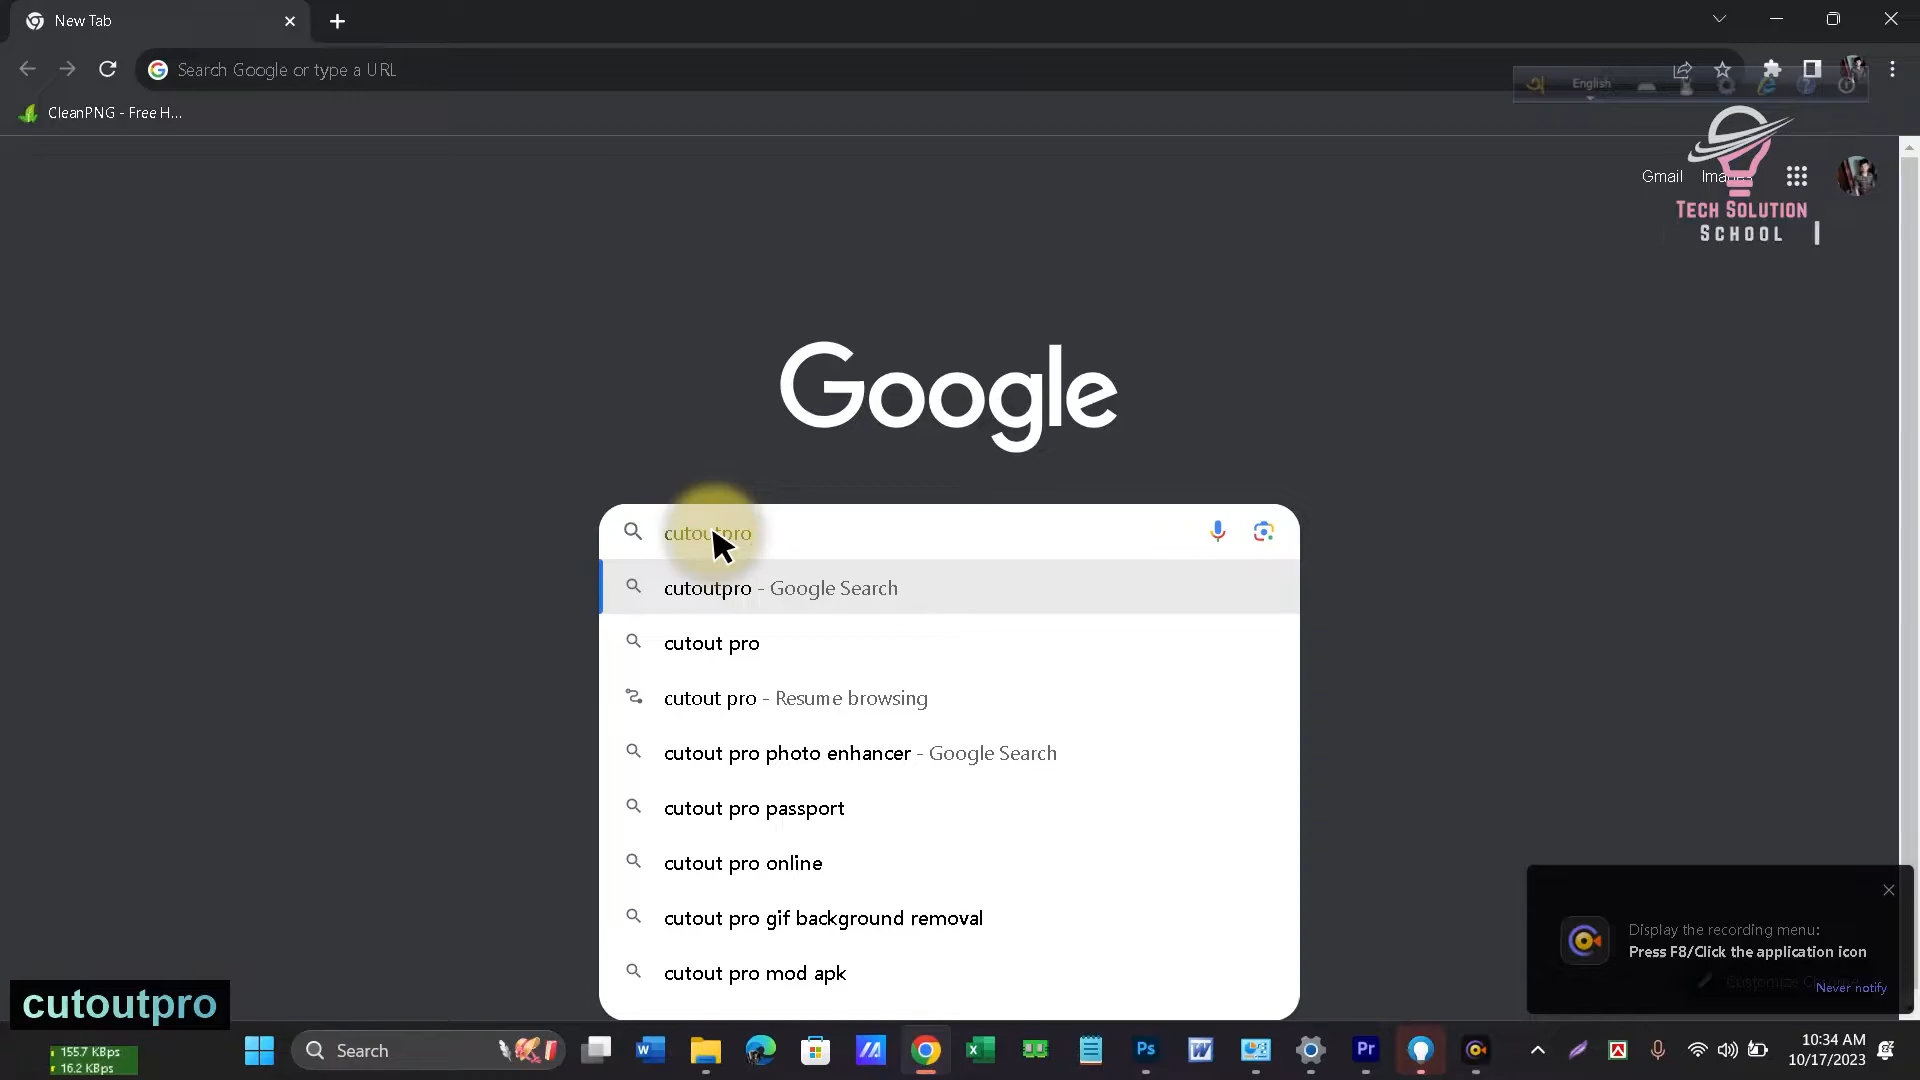 New Tab
Search Google or type a URL
English
CleanPNG - Free H...
Gmail
TECH SOLUTION
SCHOOL
Google
cutoutpro
cutoutpro - Google Search
cutout pro
cutout pro - Resume browsing
cutout pro photo enhancer - Google Search
cutout pro passport
cutout pro online
cutout pro gif background removal
cutout pro mod apk
Display the recording menu:
Press F8/Click the application icon
Never notify
cutoutpro
155.7 KBps
16.2 KBps
Search
10:34 AM
10/17/2023